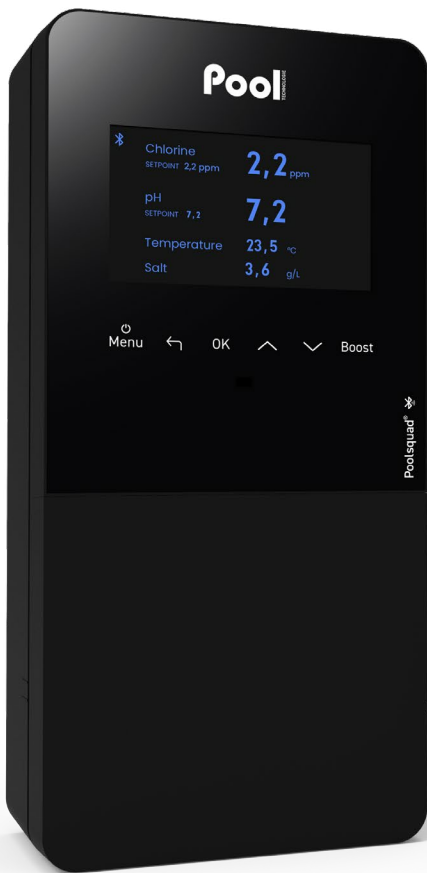 Pool
TECHNOLOGIE
Chlorine 2,2 ppm
SETPOINT 2,2 ppm
pH 7,2
SETPOINT 7,2
Temperature 23,5 °C
Salt 3,6 g/L
Menu OK Boost
Poolsquad®